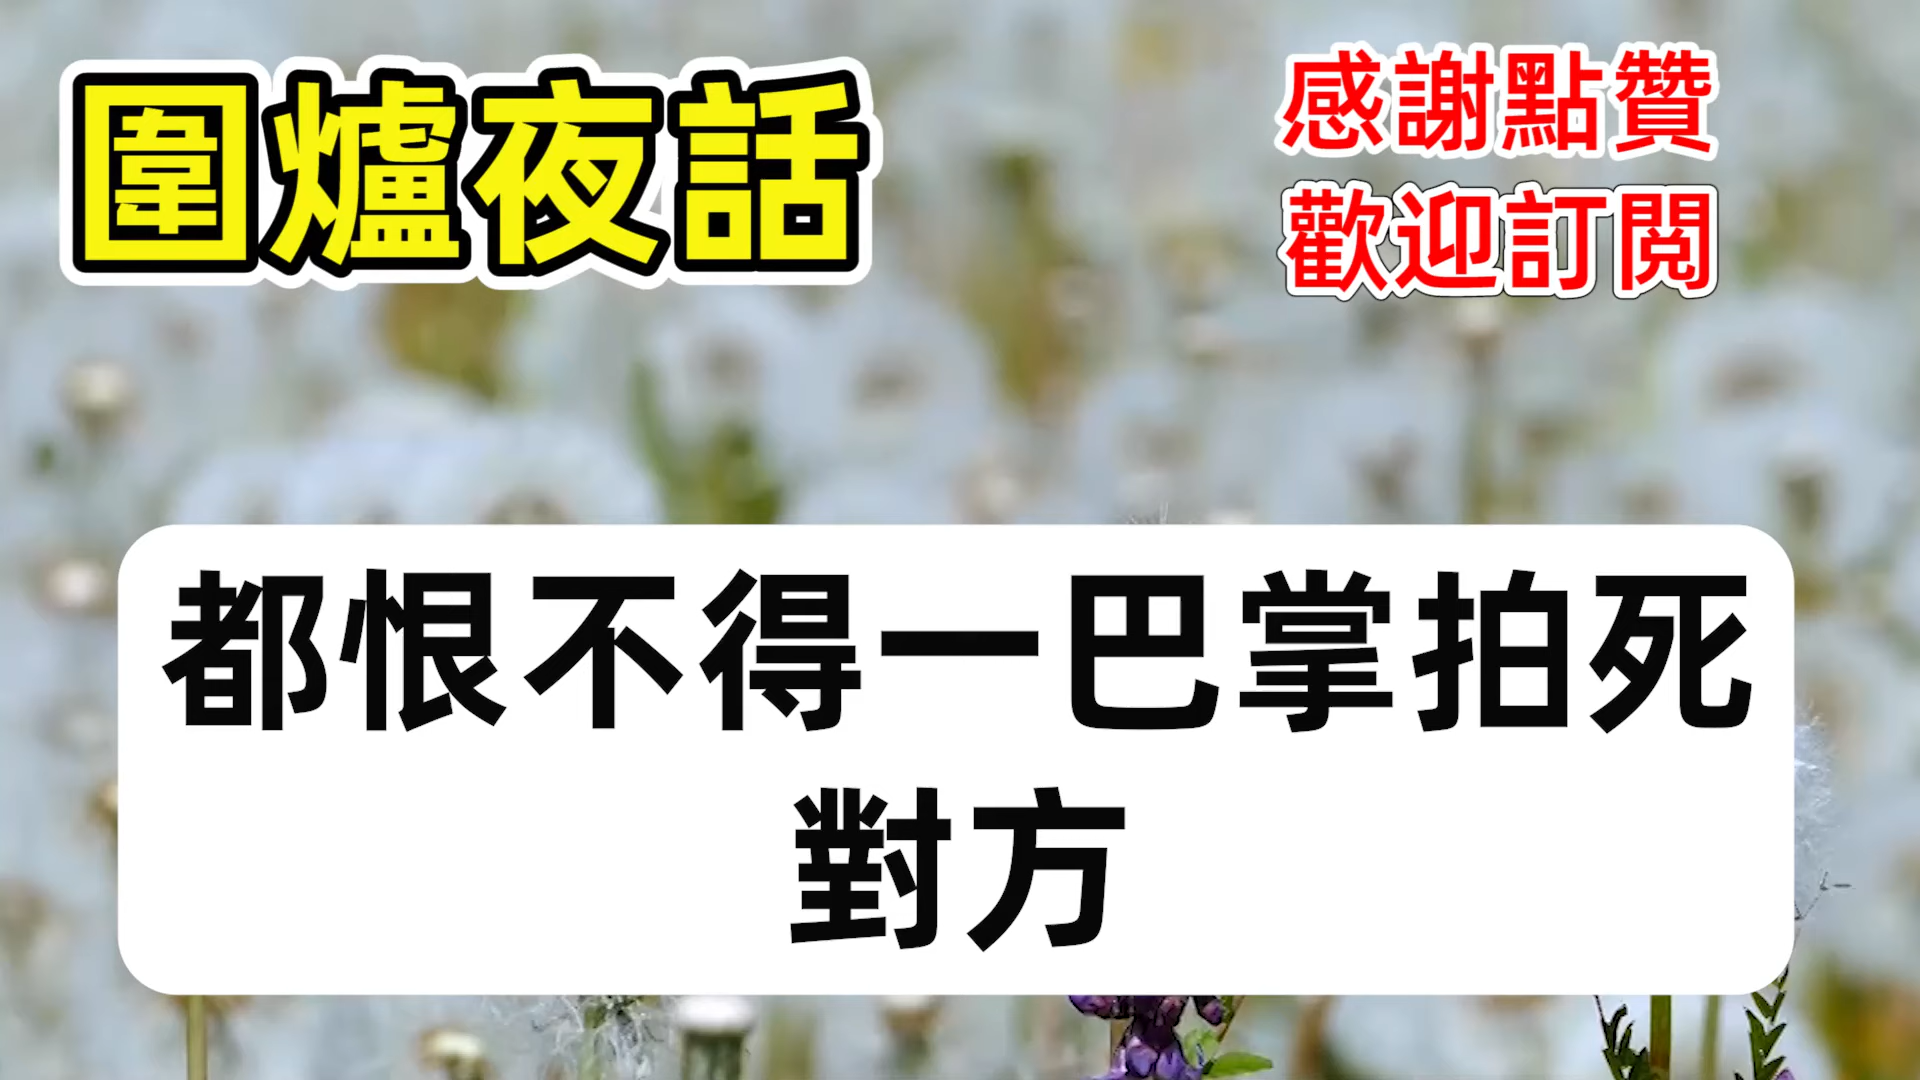 圍爐夜話
感謝點贊
歡迎訂閱
都恨不得一巴掌拍死
對方